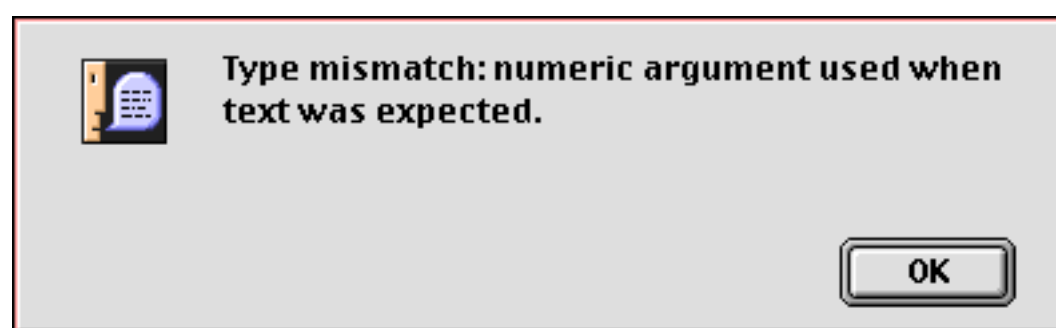 Type mismatch: numeric argument used when
text was expected.
OK